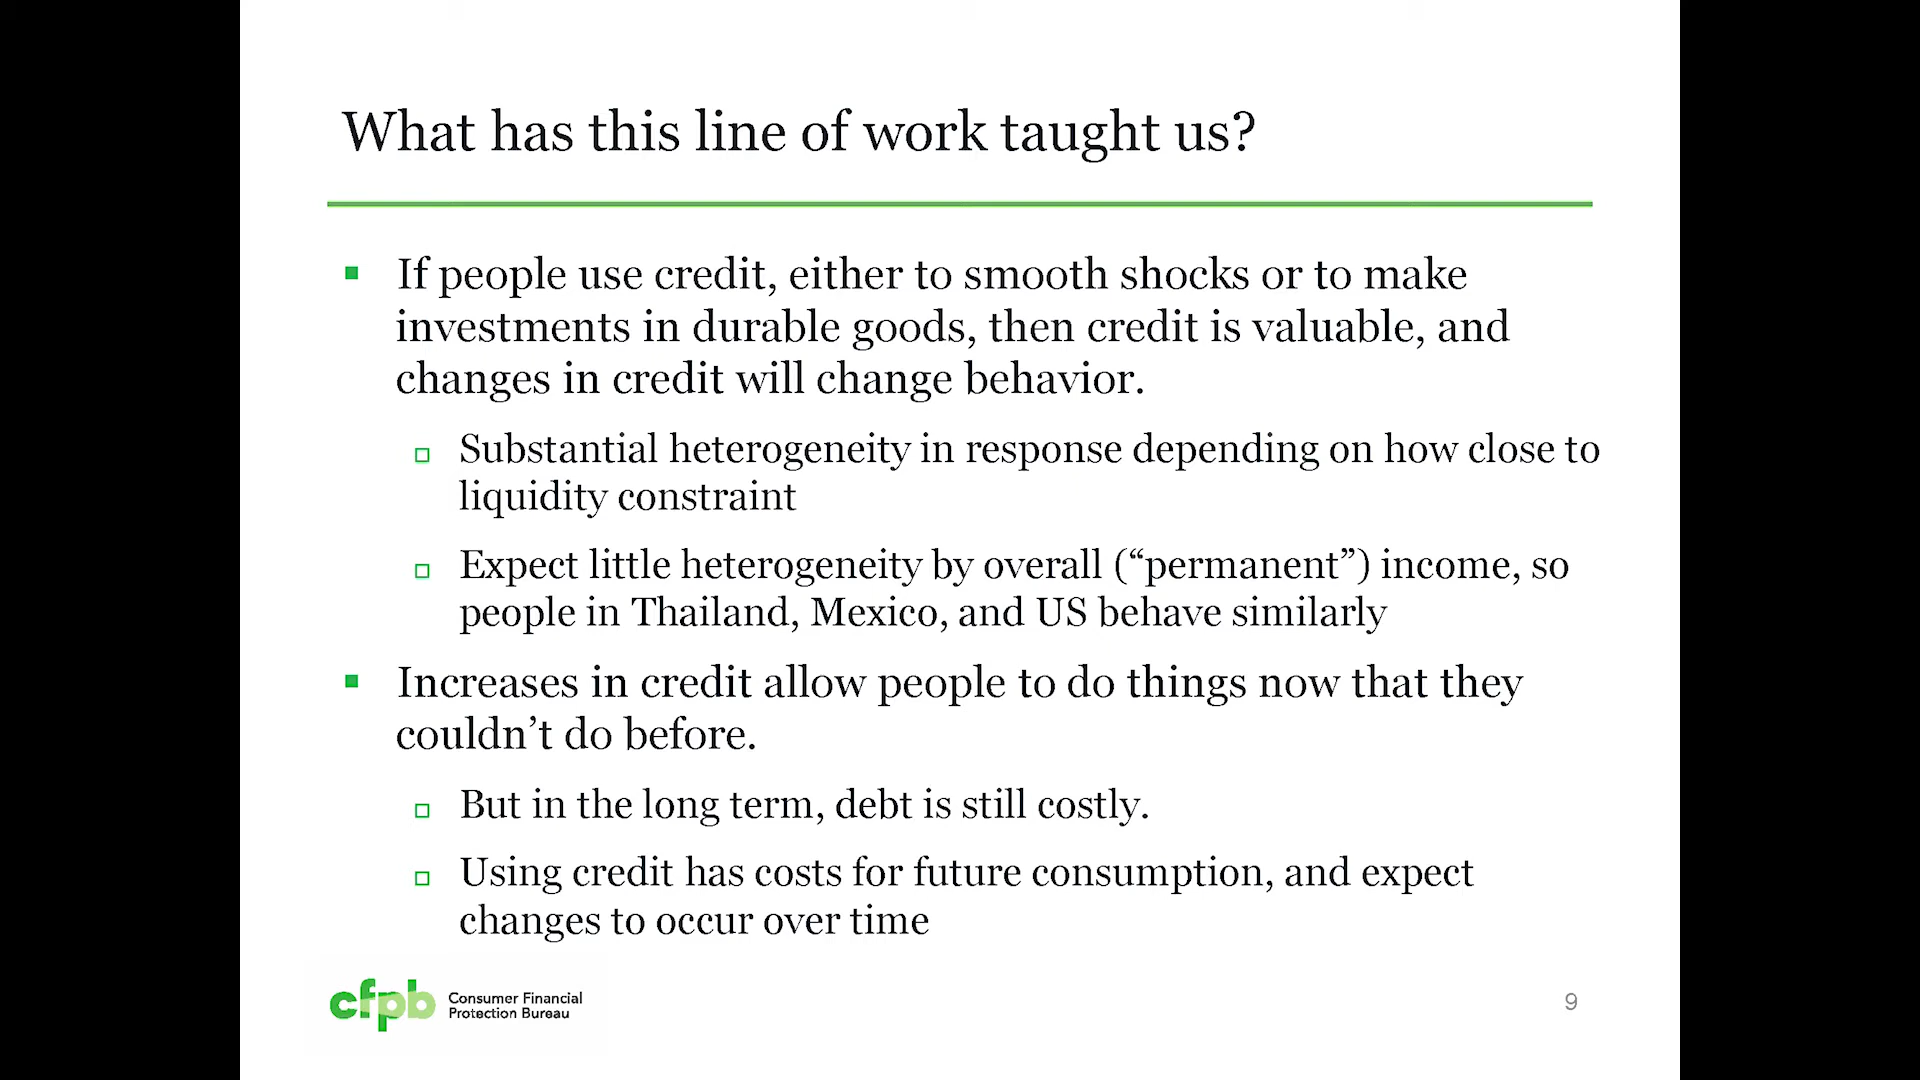 What has this line of work taught us?
If people use credit, either to smooth shocks or to make
investments in durable goods, then credit is valuable, and
changes in credit will change behavior.
Substantial heterogeneity in response depending on how close to
liquidity constraint
Expect little heterogeneity by overall (“permanent”) income, so
people in Thailand, Mexico, and US behave similarly
Increases in credit allow people to do things now that they
couldn’t do before.
But in the long term, debt is still costly.
Using credit has costs for future consumption, and expect
changes to occur over time
cfpb
Consumer Financial
Protection Bureau
9